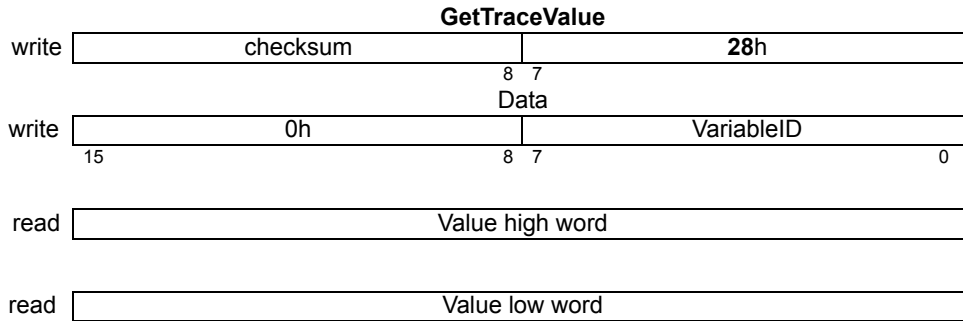 GetTraceValue
write checksum 28h
8 7
Data
write 0h VariableID
15 8 7 0
read Value high word
read Value low word